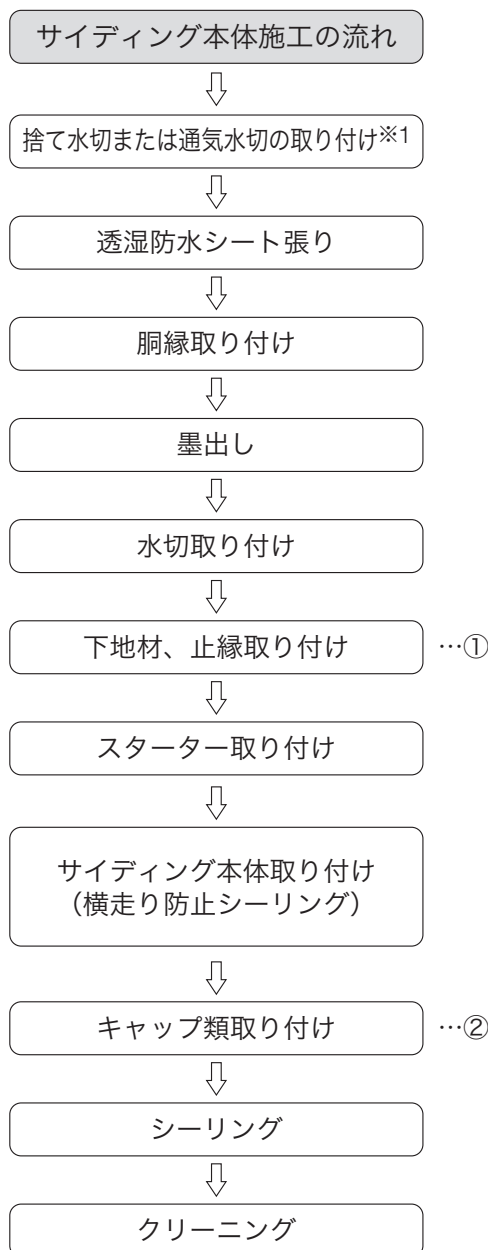 サイディング本体施工の流れ
捨て水切または通気水切の取り付け※1
透湿防水シート張り
胴縁取り付け
墨出し
水切取り付け
下地材、止縁取り付け …①
スターター取り付け
サイディング本体取り付け
（横走り防止シーリング）
キャップ類取り付け …②
シーリング
クリーニング